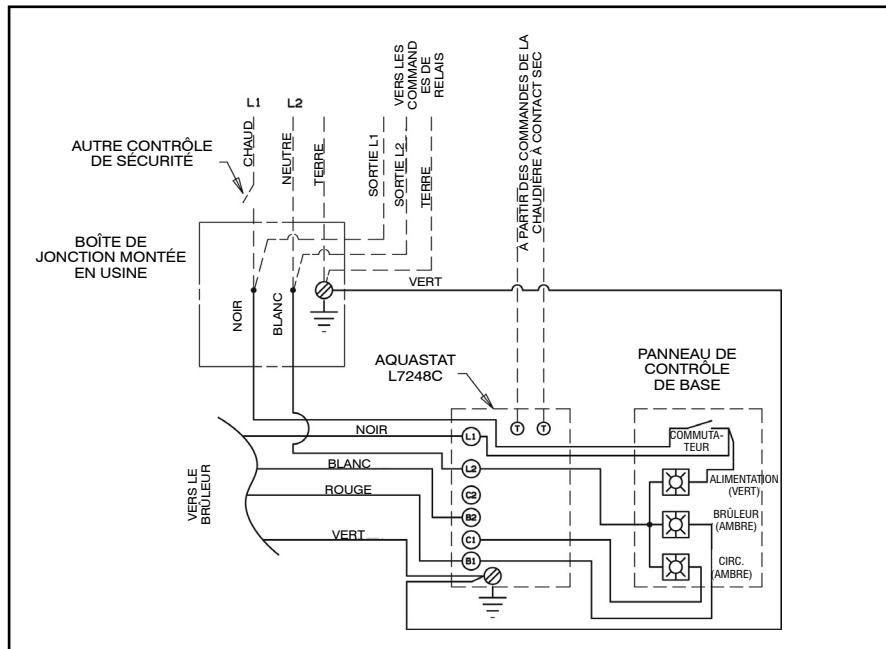 L1
L2
CHAUD
NEUTRE
TERRE
SORTIE L1
SORTIE L2
TERRE
VERS LES
COMMAND
ES DE
RELAIS
À PARTIR DES COMMANDES DE LA
CHAUDIÈRE À CONTACT SEC
AUTRE CONTRÔLE
DE SÉCURITÉ
BOÎTE DE
JONCTION MONTÉE
EN USINE
NOIR
BLANC
VERT
AQUASTAT
L7248C
PANNEAU DE
CONTRÔLE
DE BASE
T
T
L1
L2
C2
B2
C1
B1
NOIR
BLANC
ROUGE
VERT
VERS LE
BRÛLEUR
COMMUTA-
TEUR
ALIMENTATION
(VERT)
BRÛLEUR
(AMBRE)
CIRC.
(AMBRE)